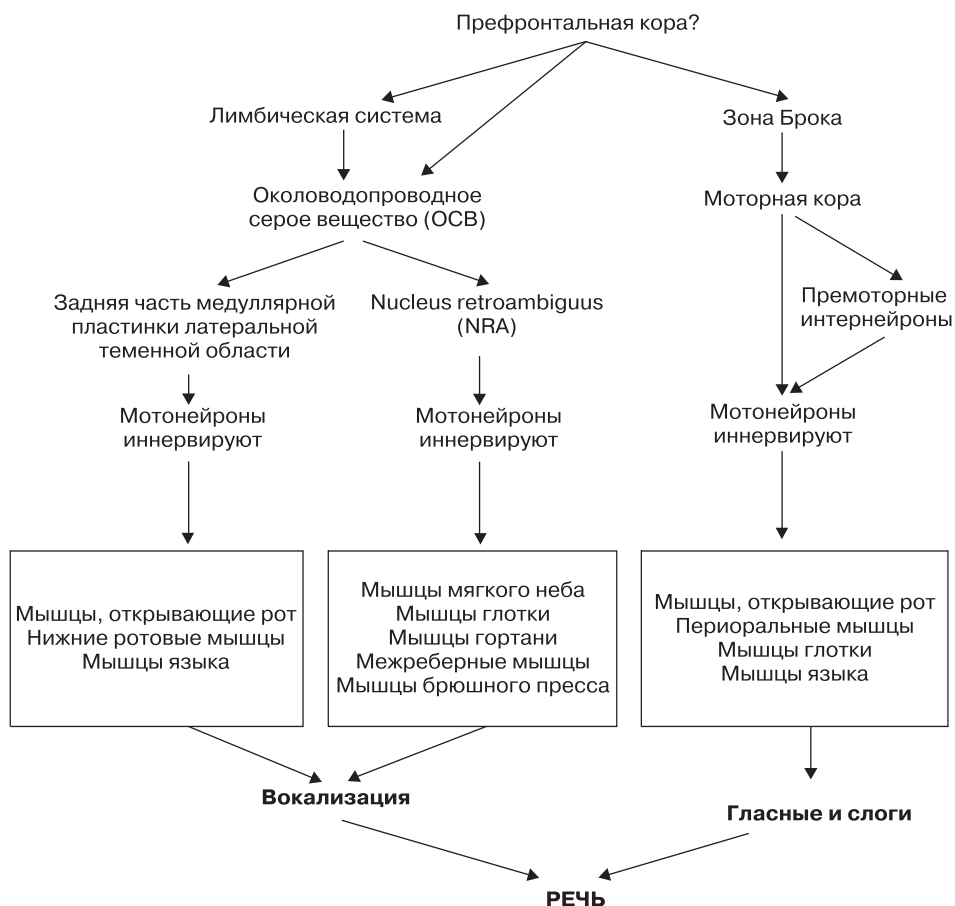 Префронтальная кора?
Лимбическая система
Зона Брока
Околоводопроводное
серое вещество (ОСВ)
Моторная кора
Задняя часть медуллярной
пластинки латеральной
теменной области
Nucleus retroambiguus
(NRA)
Премоторные
интернейроны
Мотонейроны
иннервируют
Мотонейроны
иннервируют
Мотонейроны
иннервируют
Мышцы, открывающие рот
Нижние ротовые мышцы
Мышцы языка
Мышцы мягкого неба
Мышцы глотки
Мышцы гортани
Межреберные мышцы
Мышцы брюшного пресса
Мышцы, открывающие рот
Периоральные мышцы
Мышцы глотки
Мышцы языка
Вокализация
Гласные и слоги
РЕЧЬ